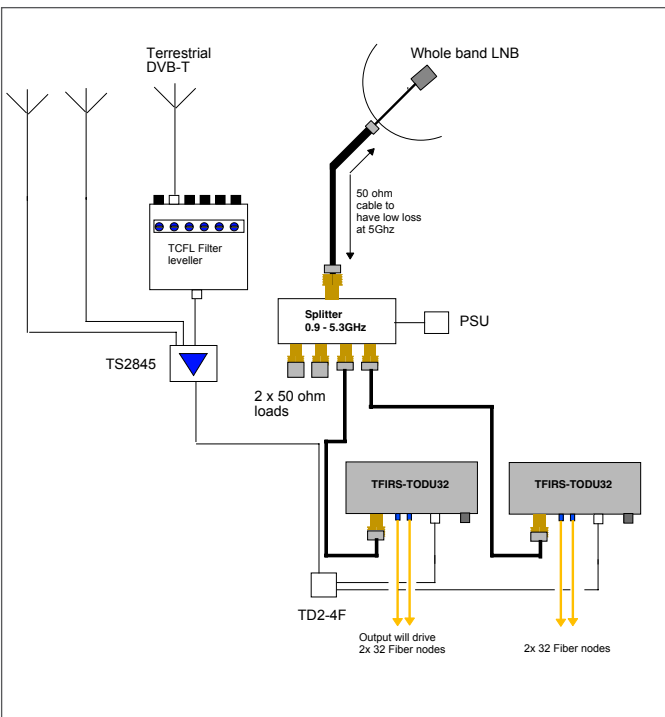 Terrestrial
DVB-T
Whole band LNB
50 ohm
cable to
have low loss
at 5Ghz
TCFL Filter
leveller
Splitter
0.9 - 5.3GHz
PSU
TS2845
2 x 50 ohm
loads
TFIRS-TODU32
TFIRS-TODU32
TD2-4F
Output will drive
2x 32 Fiber nodes
2x 32 Fiber nodes